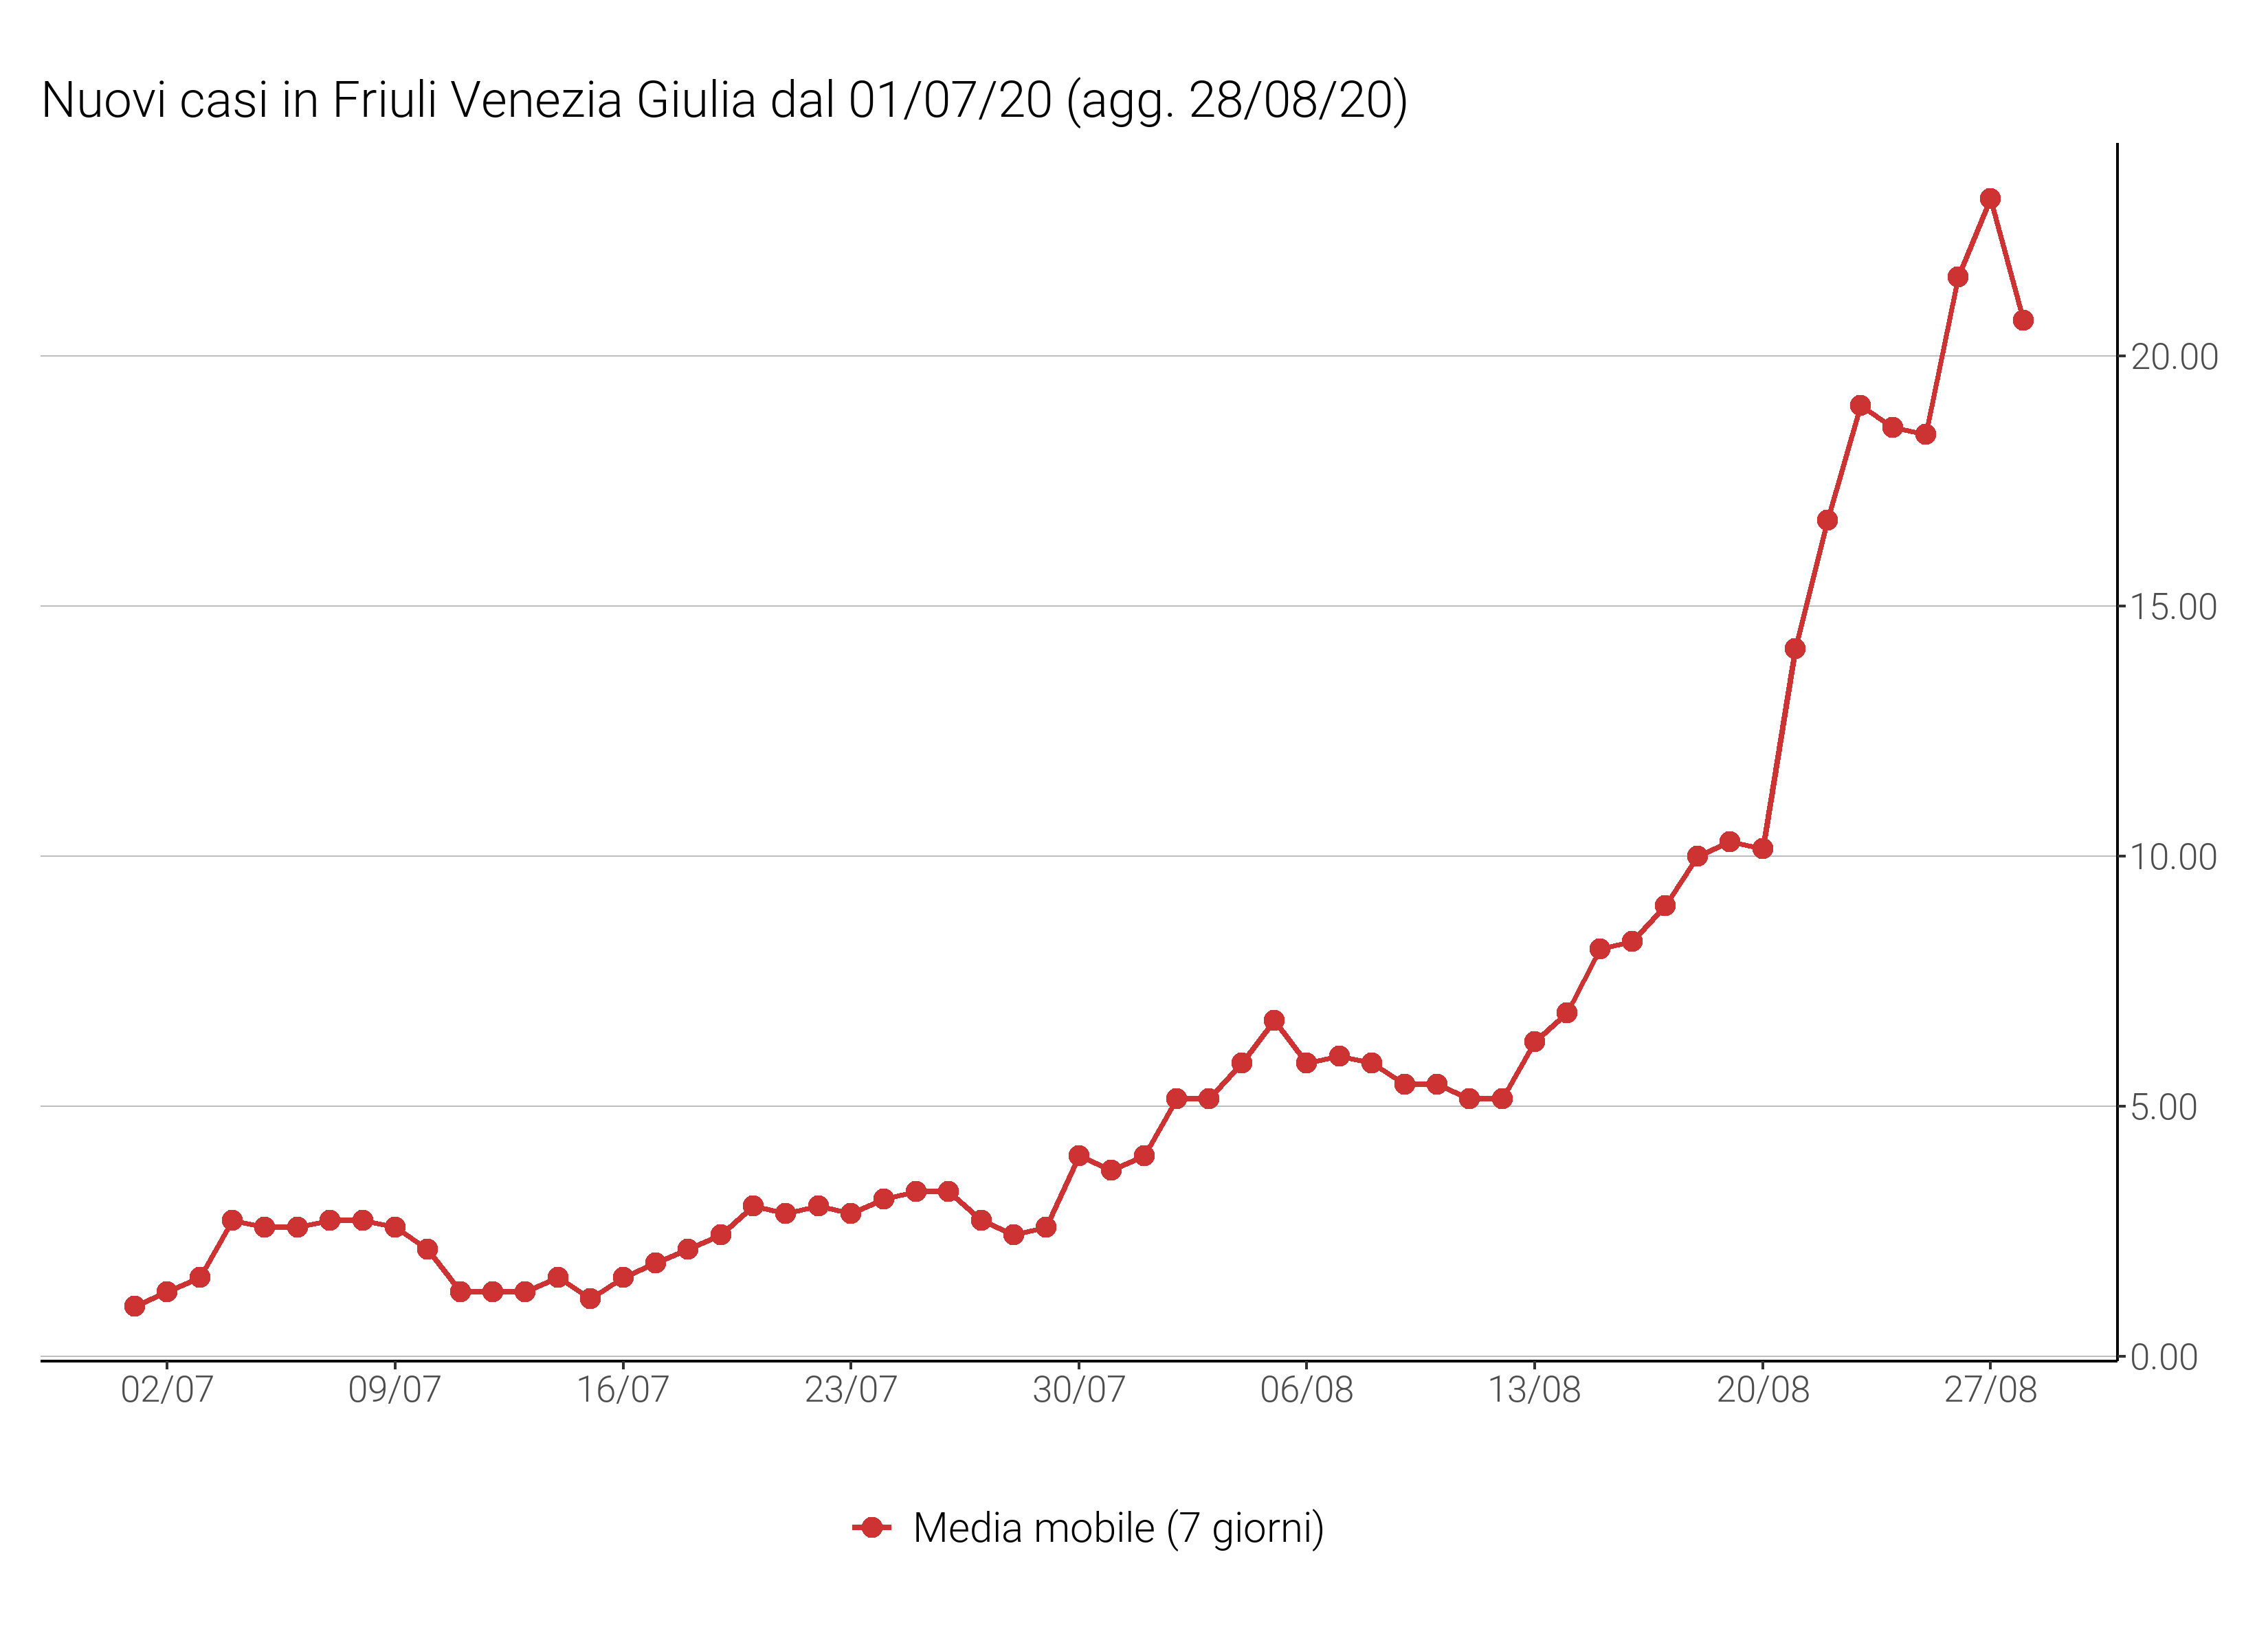 Nuovi casi in Friuli Venezia Giulia dal 01/07/20 (agg. 28/08/20)
20.00
15.00
10.00
5.00
0.00
02/07 09/07 16/07 23/07 30/07 06/08 13/08 20/08 27/08
Media mobile (7 giorni)